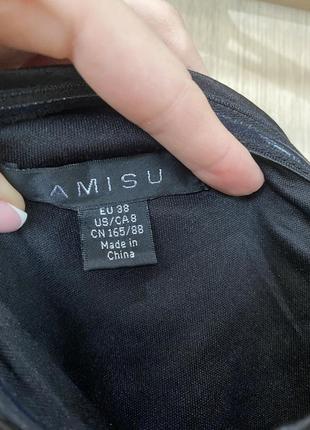 AMISU
EU 38
US/CA 8
CN 165/88
Made in
China